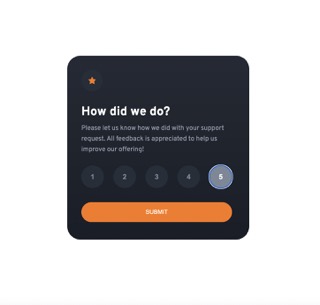 How did we do?
Please let us know how we did with your support
request. All feedback is appreciated to help us
improve our offering!
1 2 3 4 5
SUBMIT